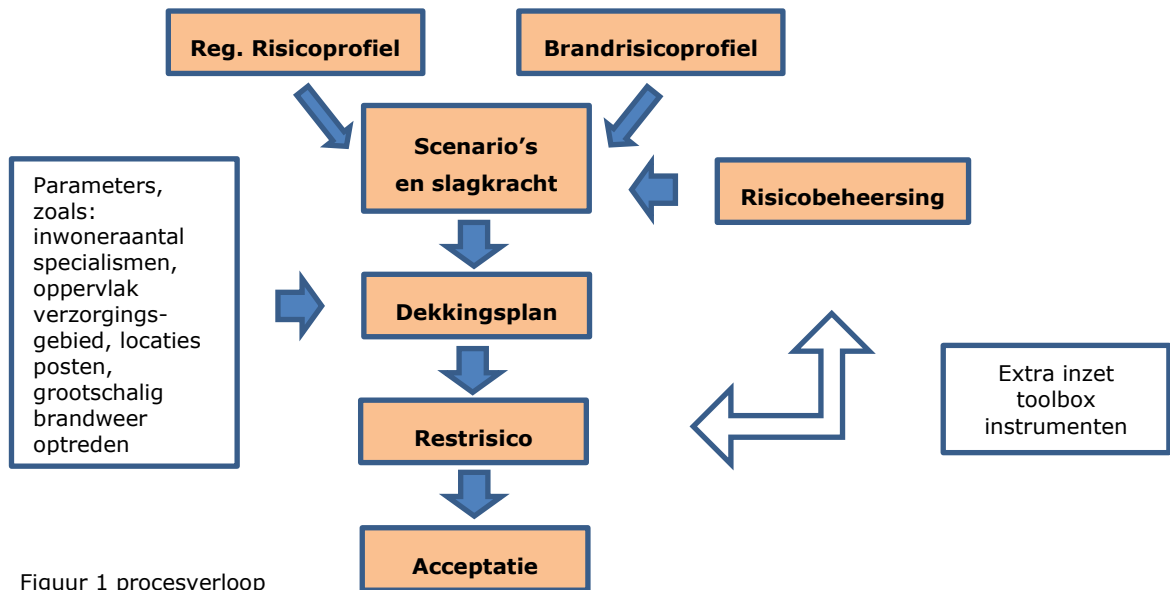 Reg. Risicoprofiel
Brandrisicoprofiel
Scenario's
en slagkracht
Risicobeheersing
Parameters,
zoals:
inwoneraantal
specialismen,
oppervlak
verzorgings-
gebied, locaties
posten,
grootschalig
brandweer
optreden
Dekkingsplan
Extra inzet
toolbox
instrumenten
Restrisico
Acceptatie
Figuur 1 procesverloop